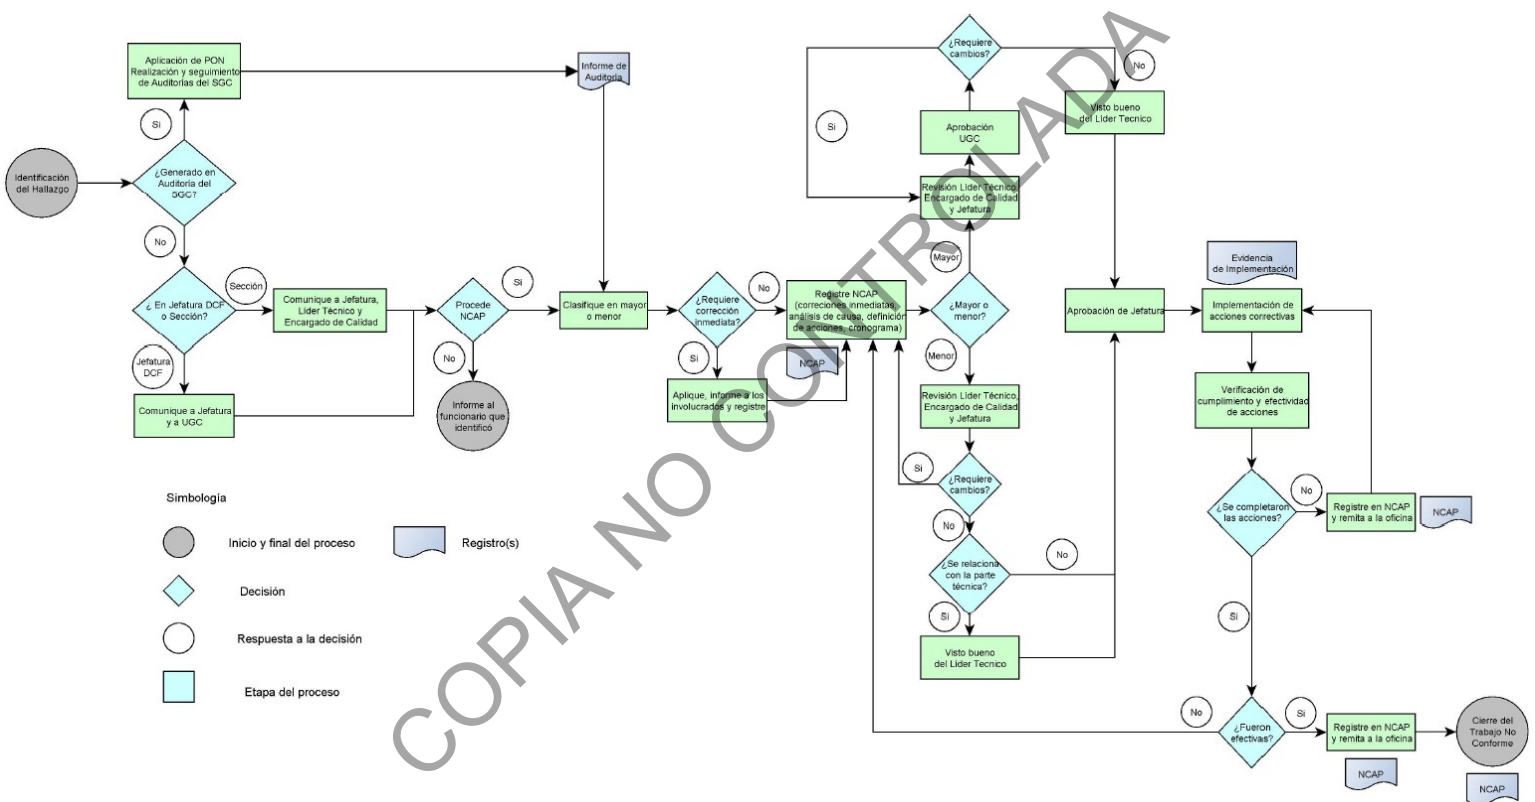 Aplicación de PON
Realización y seguimiento
de Auditorías del SGC
Informe de
Auditoría
Si
Identificación
del Hallazgo
¿Generado en
Auditoría del
SGC?
No
¿ En Jefatura DCF
o Sección?
Sección
Comunique a Jefatura,
Líder Técnico y
Encargado de Calidad
Jefatura
DCF
Comunique a Jefatura
y a UGC
Procede
NCAP
Si
No
Informe al
funcionario que
identificó
Clasifique en mayor
o menor
¿Requiere
corrección
inmediata?
No
Si
Aplique, informe a los
involucrados y registre
Registre NCAP
(correciones inmediatas,
análisis de causa, definición
de acciones, cronograma)
NCAP
¿Mayor o
menor?
Mayor
Revisión Líder Técnico,
Encargado de Calidad
y Jefatura
Aprobación
UGC
¿Requiere
cambios?
Si
No
Visto bueno
del Líder Tecnico
Menor
Revisión Líder Técnico,
Encargado de Calidad
y Jefatura
¿Requiere
cambios?
Si
No
¿Se relaciona
con la parte
técnica?
No
Si
Visto bueno
del Líder Tecnico
Aprobación de Jefatura
Evidencia
de Implementación
Implementación de
acciones correctivas
Verificación de
cumplimiento y efectividad
de acciones
¿Se completaron
las acciones?
No
Registre en NCAP
y remita a la oficina
NCAP
Si
¿Fueron
efectivas?
No
Si
Registre en NCAP
y remita a la oficina
NCAP
Cierre del
Trabajo No
Conforme
NCAP
Simbología
Inicio y final del proceso
Registro(s)
Decisión
Respuesta a la decisión
Etapa del proceso
COPIA NO CONTROLADA